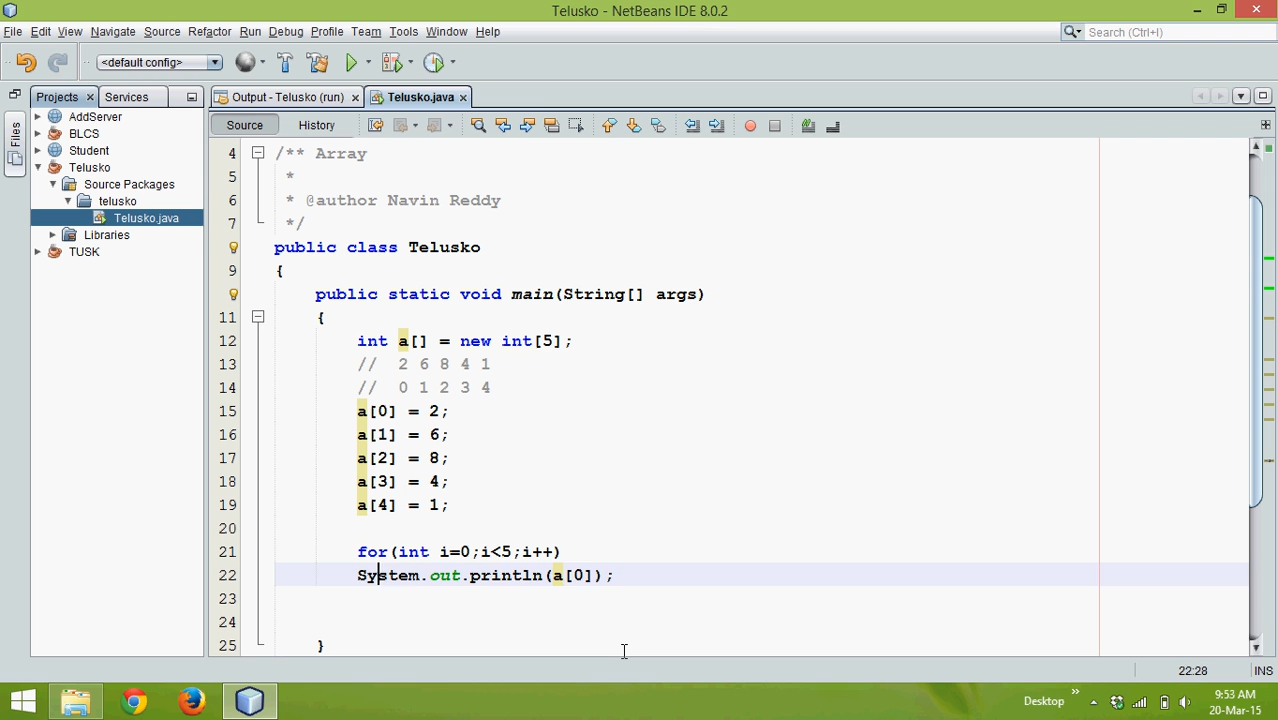 Telusko - NetBeans IDE 8.0.2
File Edit View Navigate Source Refactor Run Debug Profile Team Tools Window Help
Search (Ctrl+I)
<default config>
Projects Services
Files
AddServer
BLCS
Student
Telusko
Source Packages
telusko
Telusko.java
Libraries
TUSK
Output - Telusko (run) Telusko.java
Source History
4 /** Array
5 *
6 * @author Navin Reddy
7 */
public class Telusko
9 {
public static void main(String[] args)
11 {
12 int a[] = new int[5];
13 // 2 6 8 4 1
14 // 0 1 2 3 4
15 a[0] = 2;
16 a[1] = 6;
17 a[2] = 8;
18 a[3] = 4;
19 a[4] = 1;
20
21 for(int i=0;i<5;i++)
22 System.out.println(a[0]);
23
24
25 }
22:28 INS
Desktop
9:53 AM
20-Mar-15